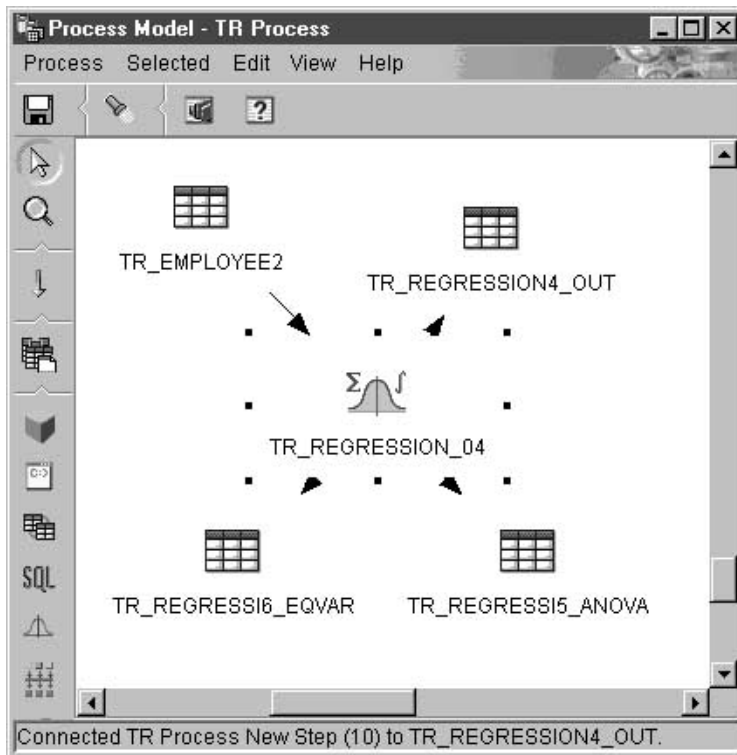 Process Model - TR Process
Process Selected Edit View Help
TR_EMPLOYEE2
TR_REGRESSION4_OUT
Σ ∫
TR_REGRESSION_04
TR_REGRESSI6_EQVAR
TR_REGRESSI5_ANOVA
SQL
Connected TR Process New Step (10) to TR_REGRESSION4_OUT.